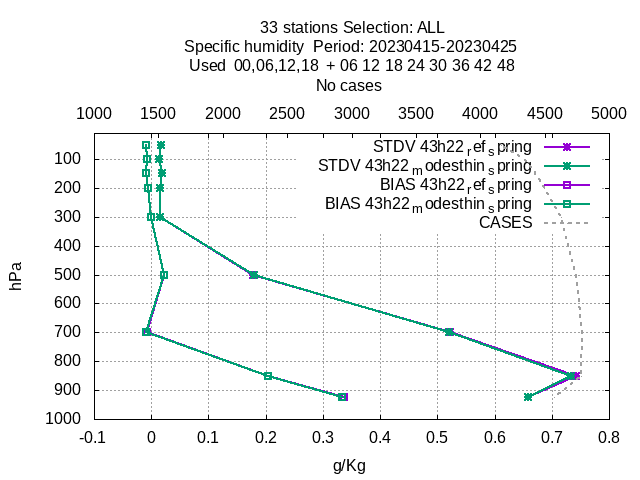 33 stations Selection: ALL
Specific humidity  Period: 20230415-20230425
Used  00,06,12,18  + 06 12 18 24 30 36 42 48
No cases
1000 1500 2000 2500 3000 3500 4000 4500 5000
STDV 43h22_ref_spring
STDV 43h22_modesthin_spring
BIAS 43h22_ref_spring
BIAS 43h22_modesthin_spring
CASES
hPa
100
200
300
400
500
600
700
800
900
1000
-0.1 0 0.1 0.2 0.3 0.4 0.5 0.6 0.7 0.8
g/Kg